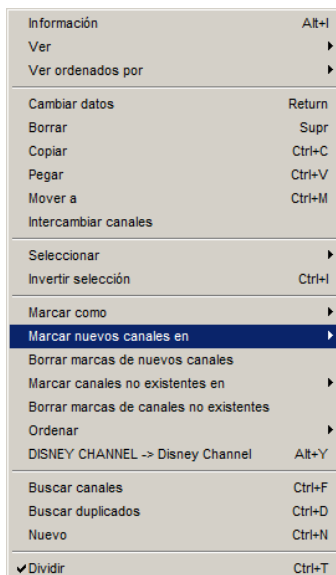 Información Alt+I
Ver
Ver ordenados por
Cambiar datos Return
Borrar Supr
Copiar Ctrl+C
Pegar Ctrl+V
Mover a Ctrl+M
Intercambiar canales
Seleccionar
Invertir selección Ctrl+I
Marcar como
Marcar nuevos canales en
Borrar marcas de nuevos canales
Marcar canales no existentes en
Borrar marcas de canales no existentes
Ordenar
DISNEY CHANNEL -> Disney Channel Alt+Y
Buscar canales Ctrl+F
Buscar duplicados Ctrl+D
Nuevo Ctrl+N
Dividir Ctrl+T